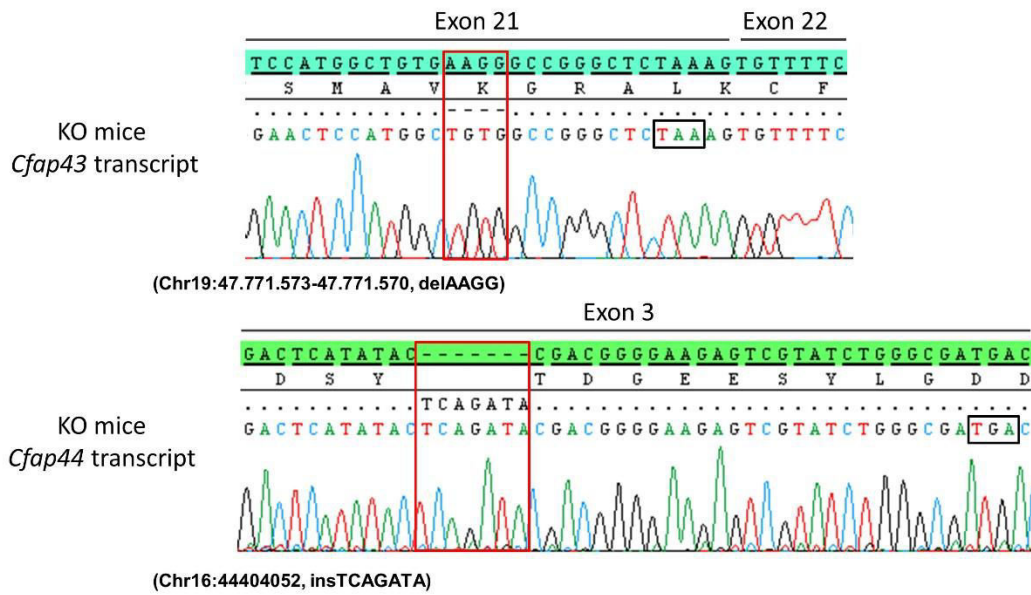 Exon 21 Exon 22
TCCATGGCTGTGAAGGGCCGGGCTCTAAAGTGTTTTC
S M A V K G R A L K C F
- - - -
KO mice
Cfap43 transcript
GAACTCCATGGCTGTGGCCGGGCTCTAAAGTGTTTTC
(Chr19:47.771.573-47.771.570, delAAGG)
Exon 3
GACTCATATAC-------CGACGGGGAAGAGTCGTATCTGGGCGATGAC
D S Y T D G E E S Y L G D D
TCAGATA
KO mice
Cfap44 transcript
GACTCATATACTCAGATACGACGGGGAAGAGTCGTATCTGGGCGATGAC
(Chr16:44404052, insTCAGATA)